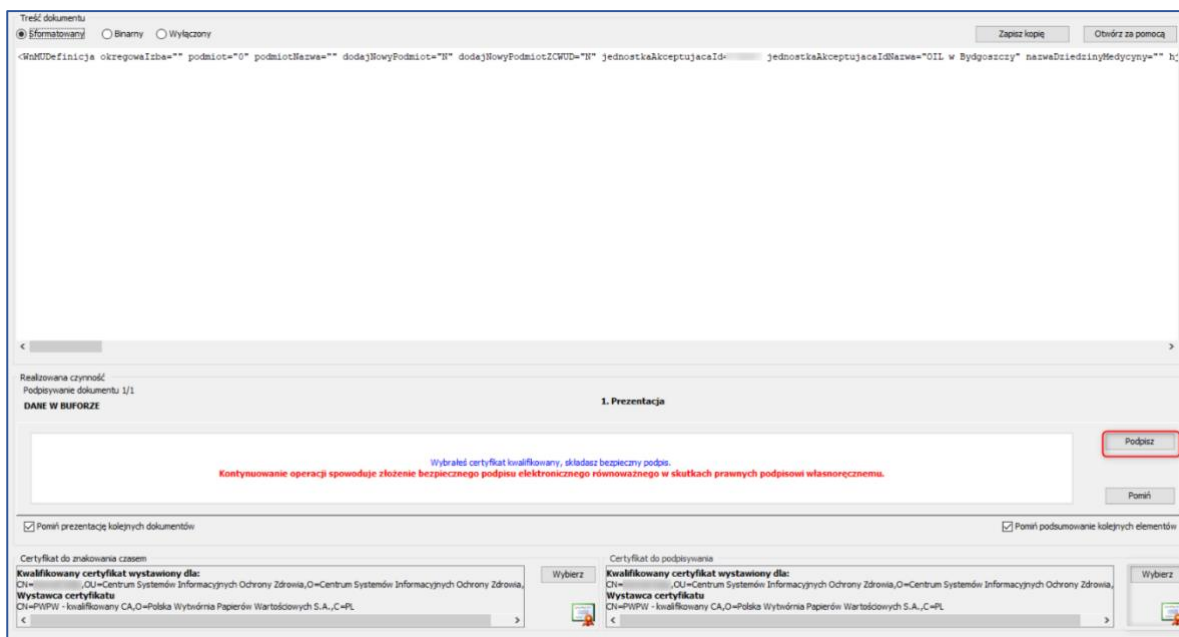 Treść dokumentu
Sformatowany Binarny Wyłączony Zapisz kopię Otwórz za pomocą
<WnMUDefinicja okregowaIzba="" podmiot="0" podmiotNazwa="" dodajNowyPodmiot="N" dodajNowyPodmiotZCWUD="N" jednostkaAkceptujacaId= jednostkaAkceptujacaIdNazwa="OIL w Bydgoszczy" nazwaDziedzinyMedycyny="" hj
Realizowana czynność
Podpisywanie dokumentu 1/1
DANE W BUFORZE
1. Prezentacja
Podpisz
Wybrałeś certyfikat kwalifikowany, składasz bezpieczny podpis.
Kontynuowanie operacji spowoduje złożenie bezpiecznego podpisu elektronicznego równoważnego w skutkach prawnych podpisowi własnoręcznemu.
Pomiń
Pomiń prezentację kolejnych dokumentów Pomiń podsumowanie kolejnych elementów
Certyfikat do znakowania czasem
Kwalifikowany certyfikat wystawiony dla: Wybierz
CN= ,OU=Centrum Systemów Informacyjnych Ochrony Zdrowia,O=Centrum Systemów Informacyjnych Ochrony Zdrowia,
Wystawca certyfikatu
CN=PWPW - kwalifikowany CA,O=Polska Wytwórnia Papierów Wartościowych S.A.,C=PL
Certyfikat do podpisywania
Kwalifikowany certyfikat wystawiony dla: Wybierz
CN= ,OU=Centrum Systemów Informacyjnych Ochrony Zdrowia,O=Centrum Systemów Informacyjnych Ochrony Zdrowia,
Wystawca certyfikatu
CN=PWPW - kwalifikowany CA,O=Polska Wytwórnia Papierów Wartościowych S.A.,C=PL